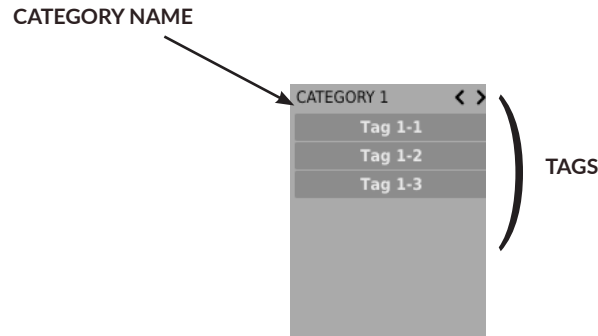 CATEGORY NAME
CATEGORY 1 < >
Tag 1-1
Tag 1-2
Tag 1-3
TAGS